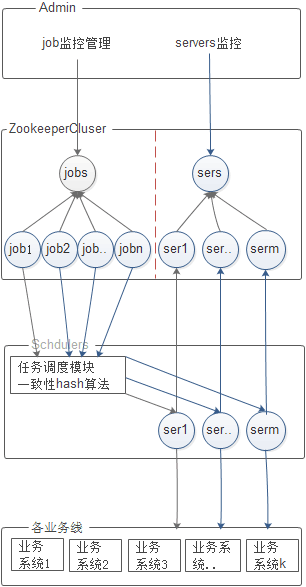 Admin
job监控管理
servers监控
ZookeeperCluser
jobs
sers
job1
job2
job..
jobn
ser1
ser..
serm
Schdulers
任务调度模块
一致性hash算法
ser1
ser..
serm
各业务线
业务
系统1
业务
系统2
业务
系统3
业务系
统..
业务
系统k